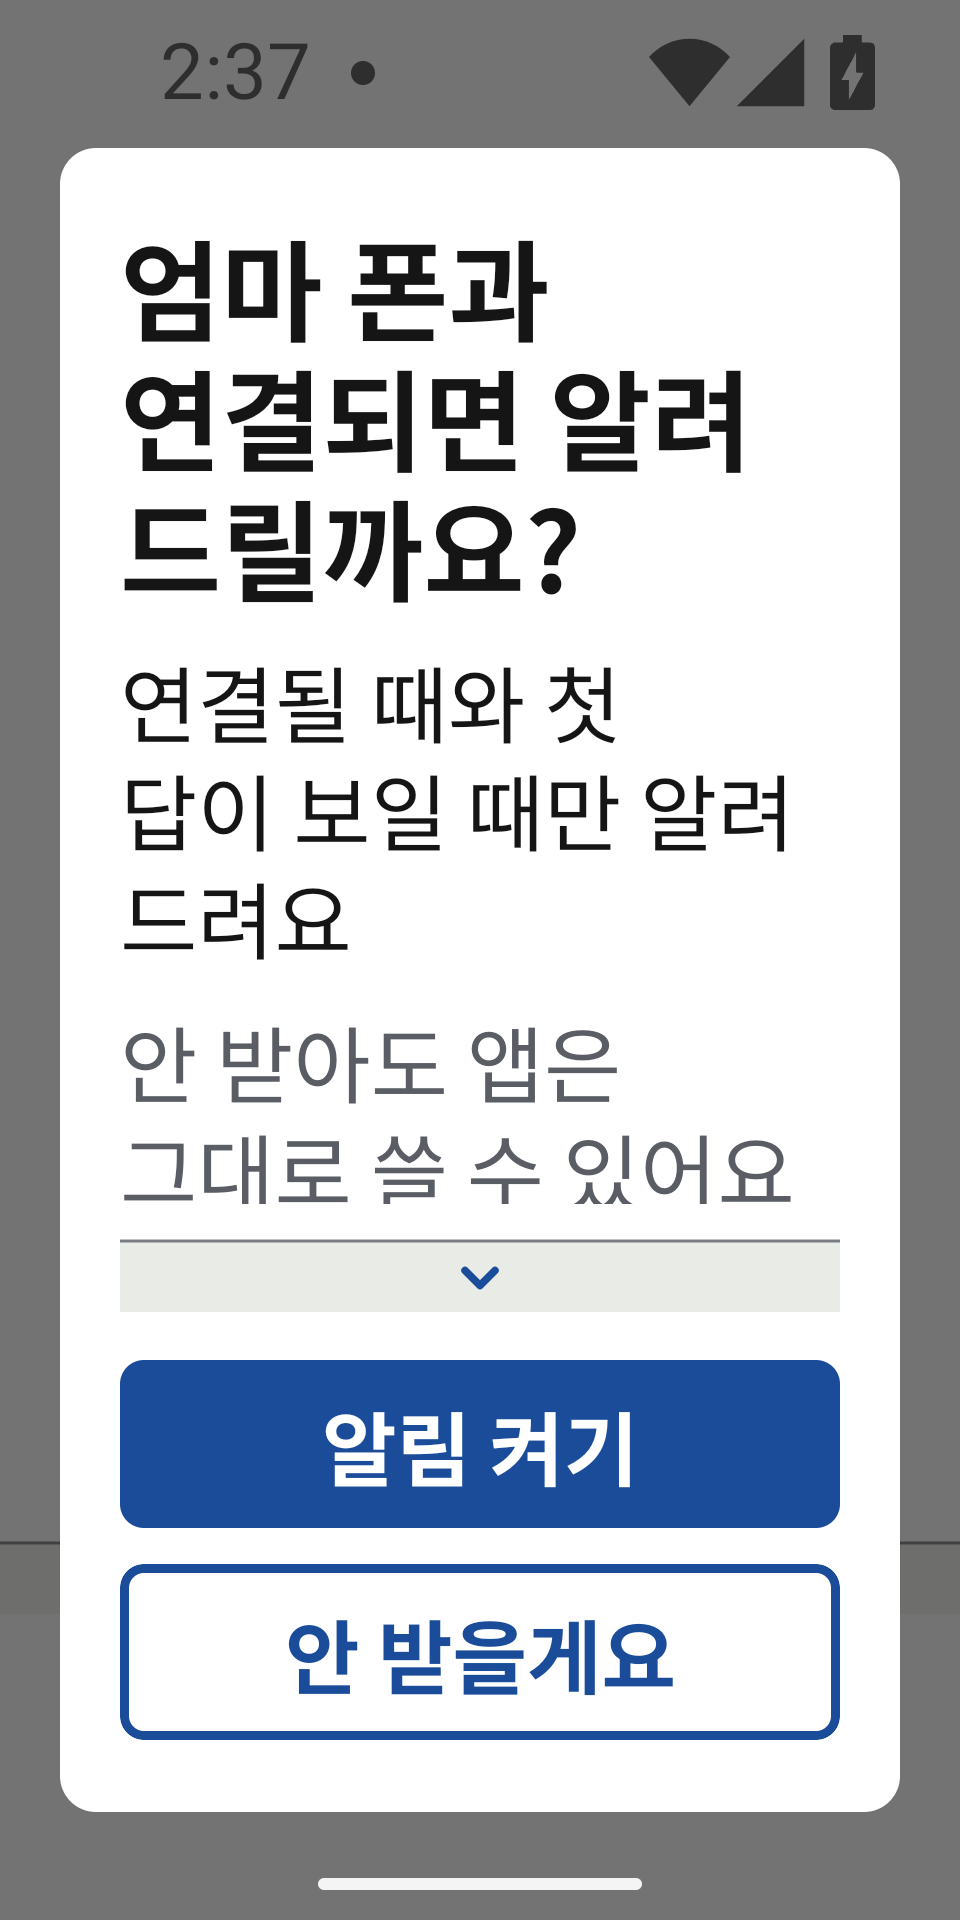 2:37
엄마 폰과
연결되면 알려
드릴까요?
연결될 때와 첫
답이 보일 때만 알려
드려요
안 받아도 앱은
그대로 쓸 수 있어요
알림 켜기
안 받을게요